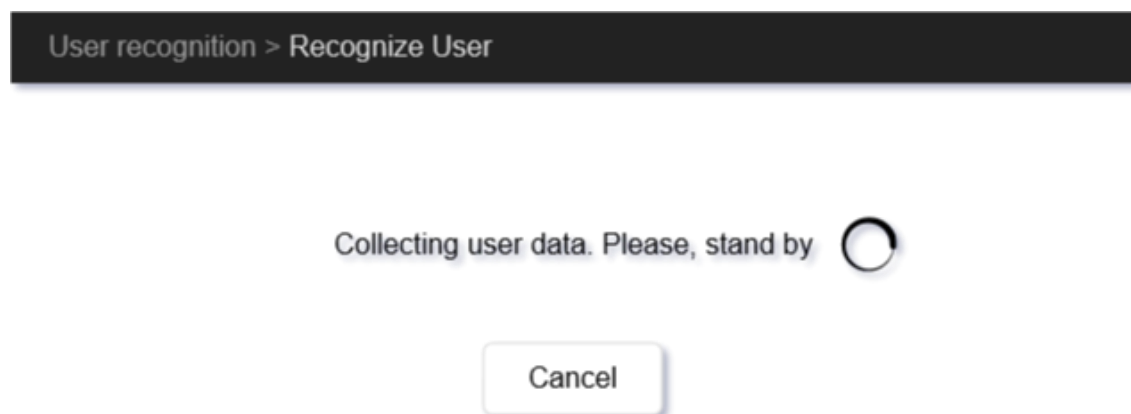 User recognition > Recognize User
Collecting user data. Please, stand by
Cancel